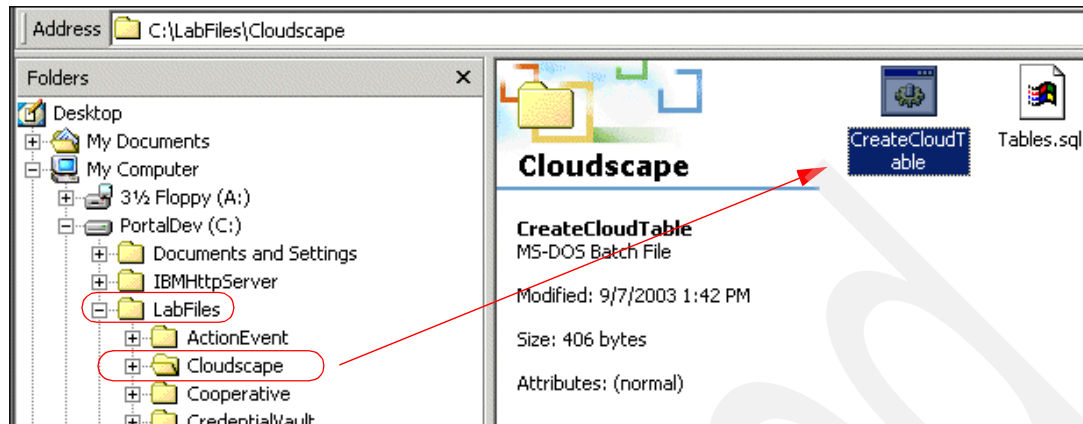 Address C:\LabFiles\Cloudscape
Folders
Desktop
My Documents
My Computer
3½ Floppy (A:)
PortalDev (C:)
Documents and Settings
IBMHttpServer
LabFiles
ActionEvent
Cloudscape
Cooperative
CredentialVault
Cloudscape
CreateCloudTable
MS-DOS Batch File
Modified: 9/7/2003 1:42 PM
Size: 406 bytes
Attributes: (normal)
CreateCloudT
able
Tables.sql